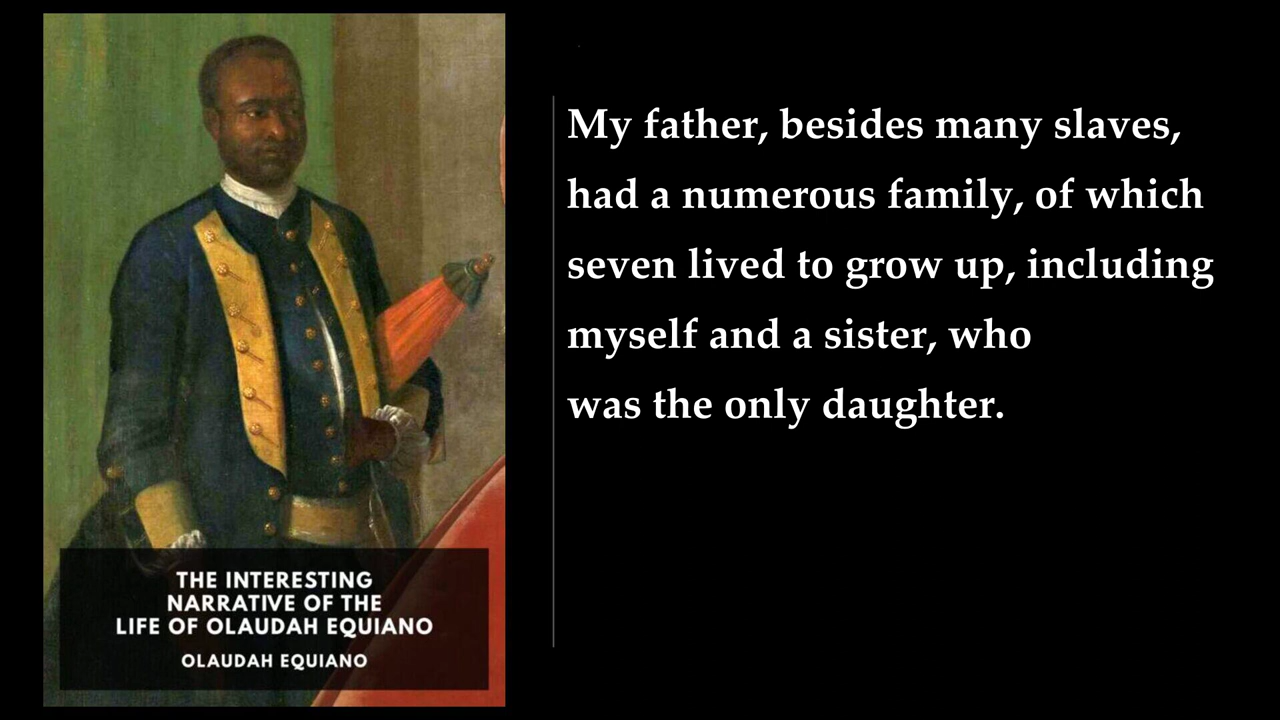 THE INTERESTING
NARRATIVE OF THE
LIFE OF OLAUDAH EQUIANO
OLAUDAH EQUIANO
My father, besides many slaves,
had a numerous family, of which
seven lived to grow up, including
myself and a sister, who
was the only daughter.